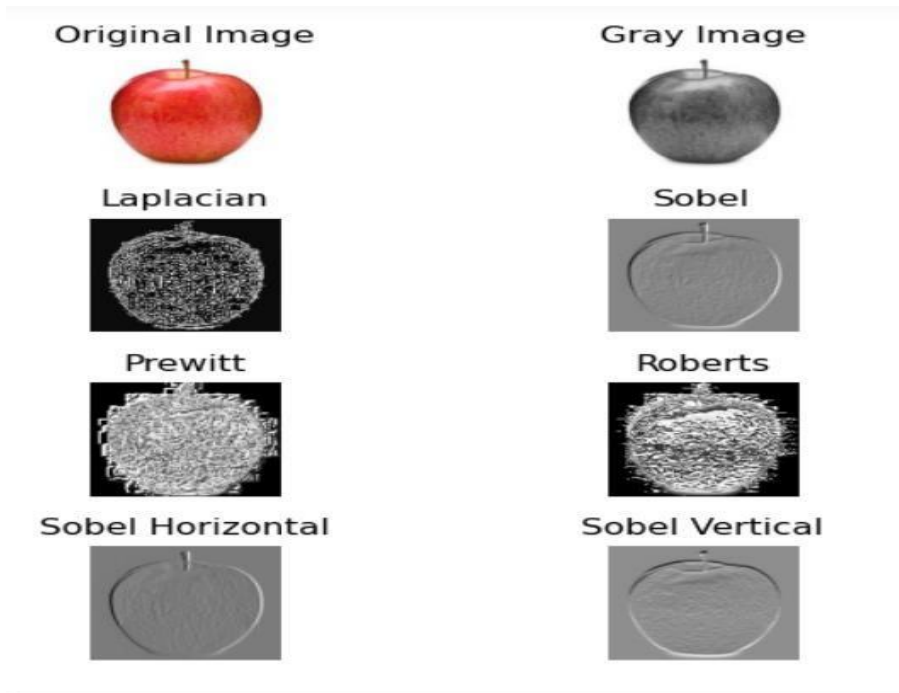 Original Image
Gray Image
Laplacian
Sobel
Prewitt
Roberts
Sobel Horizontal
Sobel Vertical